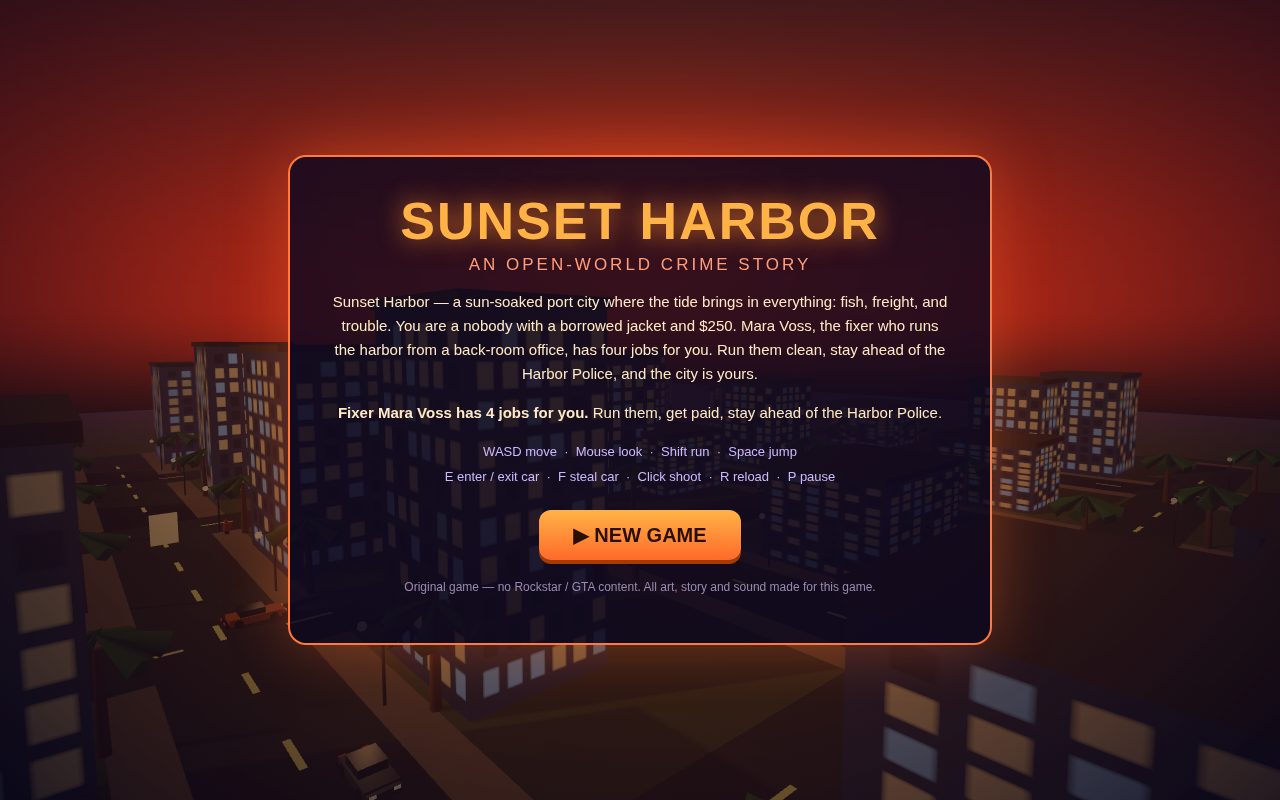 SUNSET HARBOR
AN OPEN-WORLD CRIME STORY
Sunset Harbor — a sun-soaked port city where the tide brings in everything: fish, freight, and
trouble. You are a nobody with a borrowed jacket and $250. Mara Voss, the fixer who runs
the harbor from a back-room office, has four jobs for you. Run them clean, stay ahead of the
Harbor Police, and the city is yours.
Fixer Mara Voss has 4 jobs for you. Run them, get paid, stay ahead of the Harbor Police.
WASD move · Mouse look · Shift run · Space jump
E enter / exit car · F steal car · Click shoot · R reload · P pause
▶ NEW GAME
Original game — no Rockstar / GTA content. All art, story and sound made for this game.